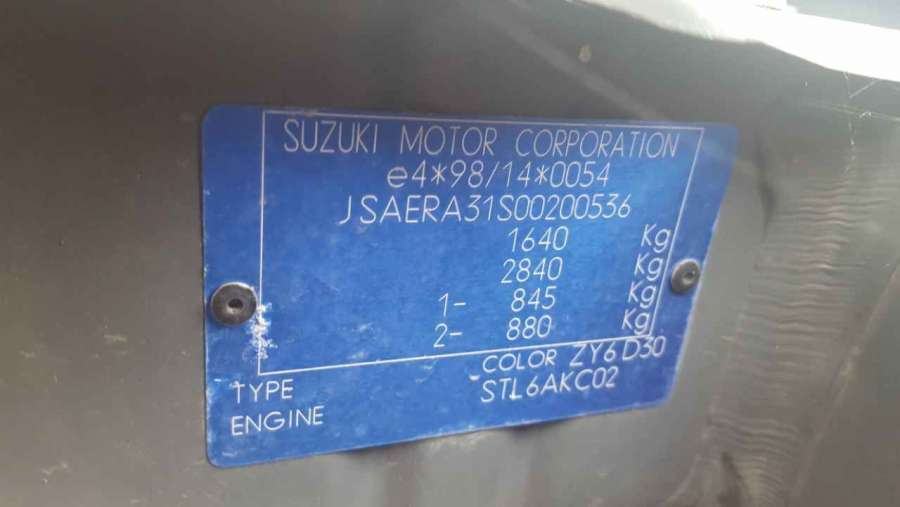 SUZUKI MOTOR CORPORATION
e4*98/14*0054
JSAERA31S00200536
1640 Kg
2840 Kg
1- 845 Kg
2- 880 Kg
COLOR ZY6 D30
TYPE STL6AKC02
ENGINE